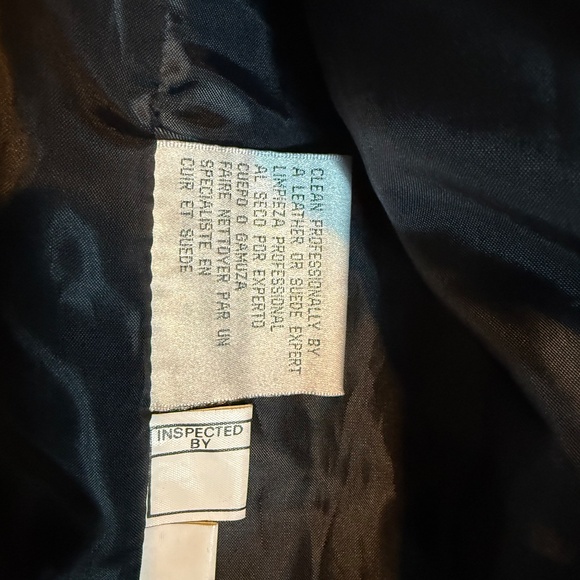 CLEAN PROFESSIONALLY BY
A LEATHER OR SUEDE EXPERT
LIMPIEZA PROFESSIONAL
AL SECO POR EXPERTO
CUERO O GAMUZA
FAIRE NETTOYER PAR UN
SPECIALISTE EN
CUIR ET SUEDE
INSPECTED
BY